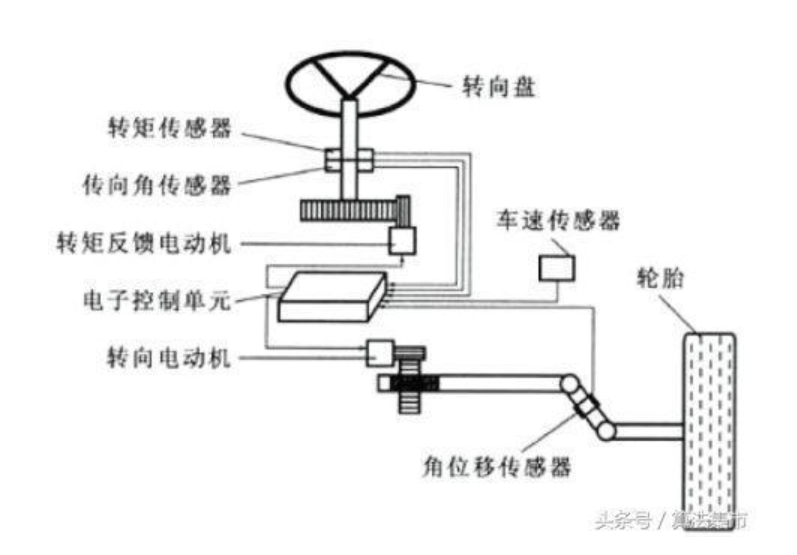 转向盘
转矩传感器
传向角传感器
车速传感器
转矩反馈电动机
轮胎
电子控制单元
转向电动机
角位移传感器
头条号 / 算法集市